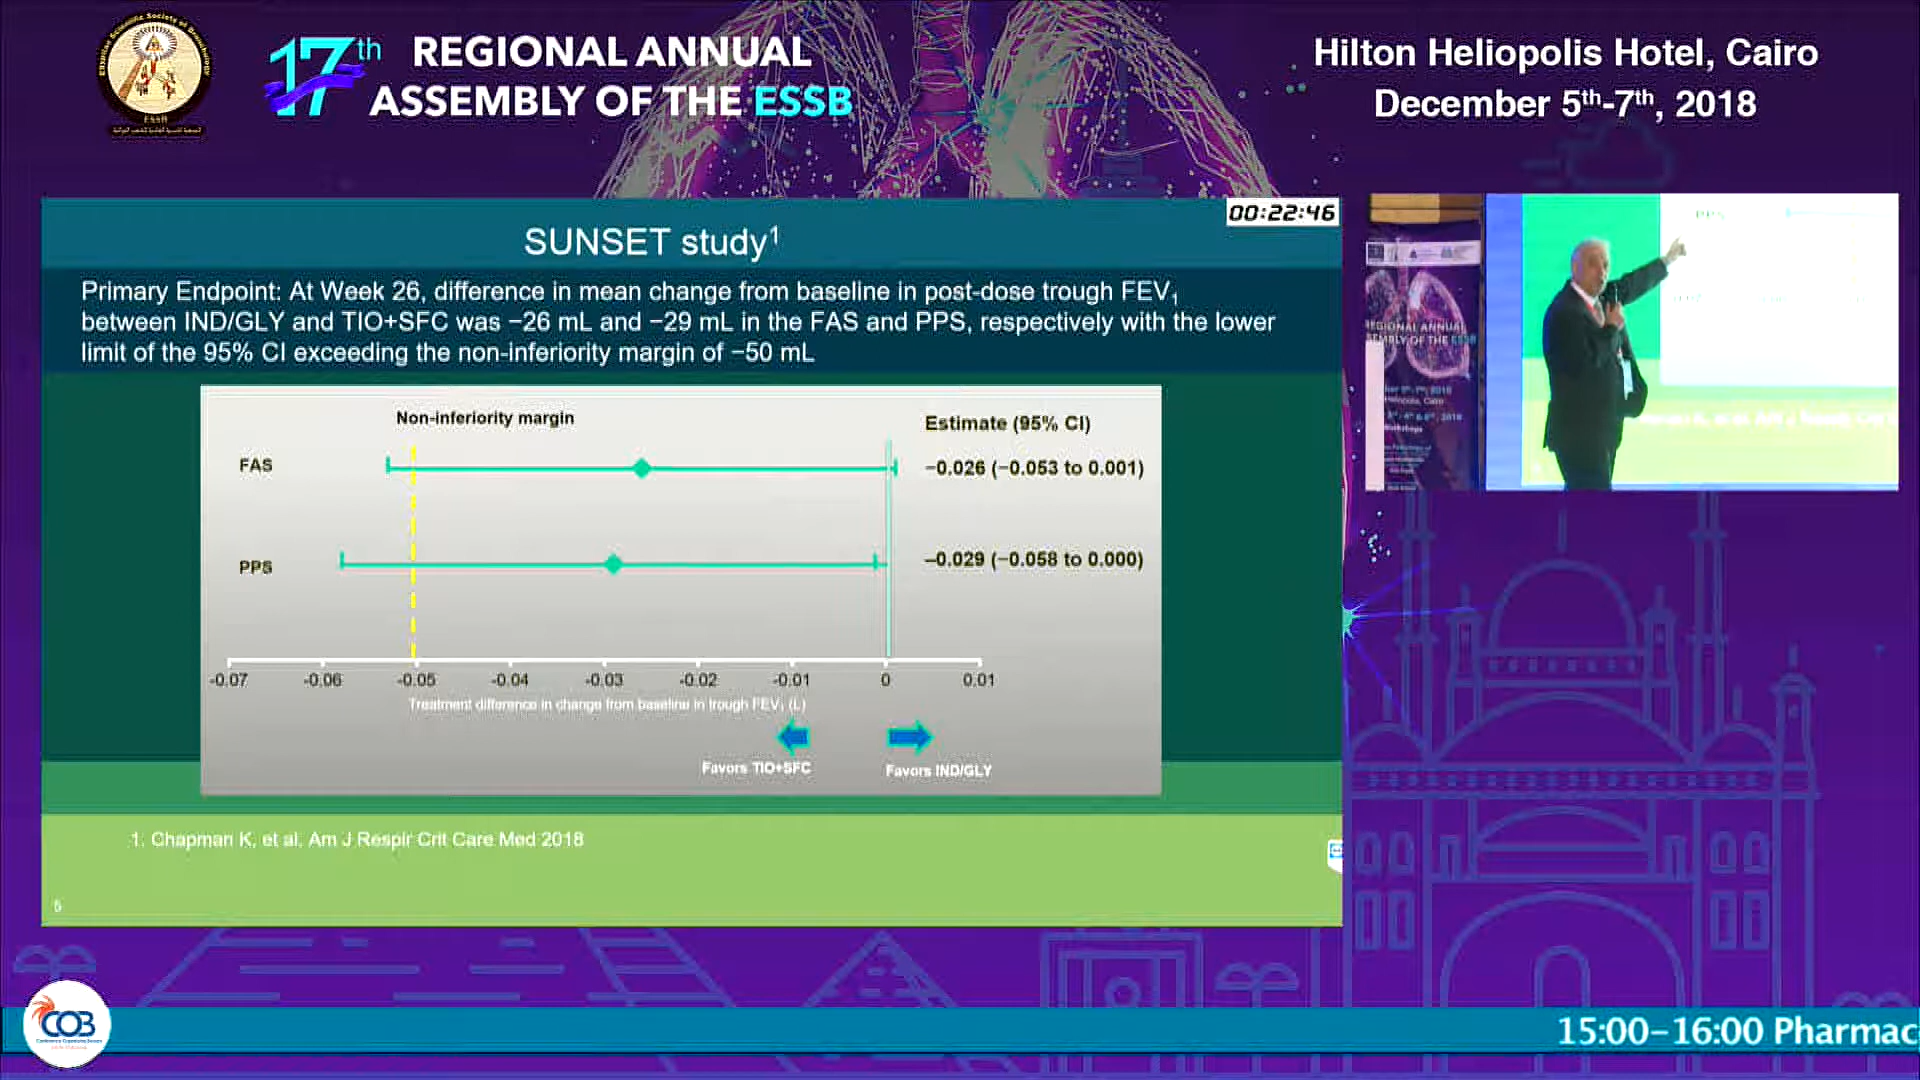 17th REGIONAL ANNUAL
ASSEMBLY OF THE ESSB
Hilton Heliopolis Hotel, Cairo
December 5th-7th, 2018
ESSB
00:22:46
SUNSET study1
Primary Endpoint: At Week 26, difference in mean change from baseline in post-dose trough FEV1
between IND/GLY and TIO+SFC was −26 mL and −29 mL in the FAS and PPS, respectively with the lower
limit of the 95% CI exceeding the non-inferiority margin of −50 mL
Non-inferiority margin
Estimate (95% CI)
FAS
−0.026 (−0.053 to 0.001)
PPS
−0.029 (−0.058 to 0.000)
-0.07 -0.06 -0.05 -0.04 -0.03 -0.02 -0.01 0 0.01
Treatment difference in change from baseline in trough FEV1 (L)
Favors TIO+SFC
Favors IND/GLY
1. Chapman K, et al. Am J Respir Crit Care Med 2018
PPS
REGIONAL ANNUAL
COB
15:00-16:00 Pharmac